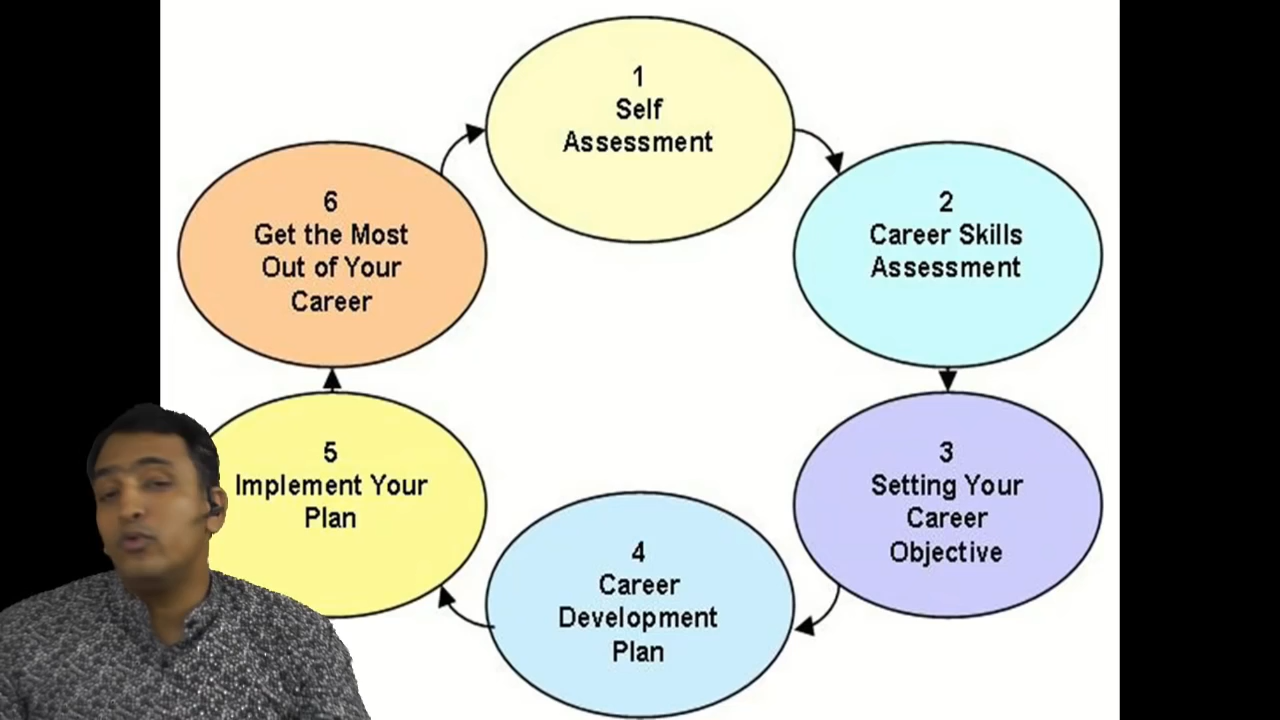 1
Self
Assessment
2
Career Skills
Assessment
3
Setting Your
Career
Objective
4
Career
Development
Plan
5
Implement Your
Plan
6
Get the Most
Out of Your
Career